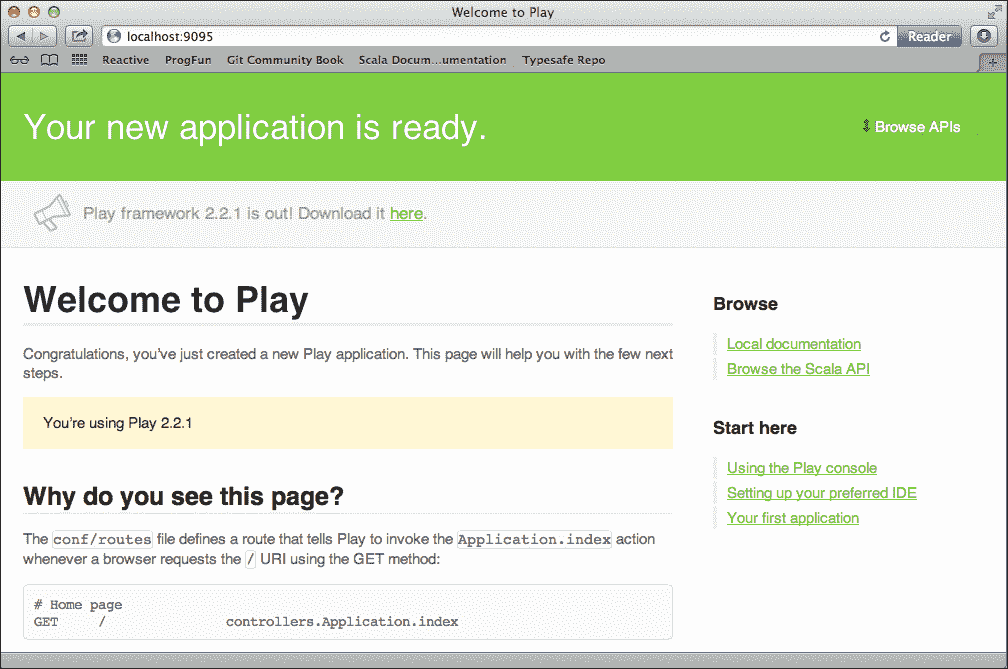 Welcome to Play
localhost:9095
Reader
Reactive ProgFun Git Community Book Scala Docum...umentation Typesafe Repo
Your new application is ready.
Browse APIs
Play framework 2.2.1 is out! Download it here.
Welcome to Play
Congratulations, you've just created a new Play application. This page will help you with the few next
steps.
You're using Play 2.2.1
Why do you see this page?
The conf/routes file defines a route that tells Play to invoke the Application.index action
whenever a browser requests the / URI using the GET method:
# Home page
GET / controllers.Application.index
Browse
Local documentation
Browse the Scala API
Start here
Using the Play console
Setting up your preferred IDE
Your first application